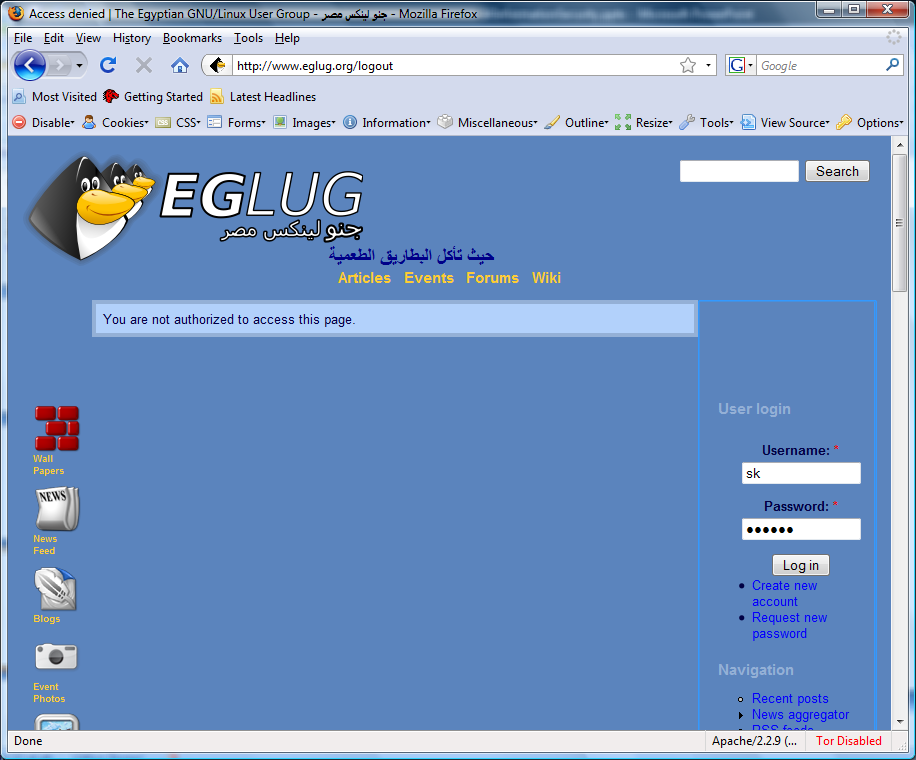 Access denied | The Egyptian GNU/Linux User Group - جنو لينكس مصر - Mozilla Firefox
File Edit View History Bookmarks Tools Help
http://www.eglug.org/logout
G Google
Most Visited Getting Started Latest Headlines
Disable Cookies CSS Forms Images Information Miscellaneous Outline Resize Tools View Source Options
EGLUG
جنو لينكس مصر
Search
حيث تأكل البطاريق الطعمية
Articles Events Forums Wiki
You are not authorized to access this page.
Wall
Papers
NEWS
News
Feed
Blogs
Event
Photos
User login
Username: *
sk
Password: *
••••••
Log in
Create new
account
Request new
password
Navigation
Recent posts
News aggregator
RSS feeds
Done
Apache/2.2.9 (...
Tor Disabled